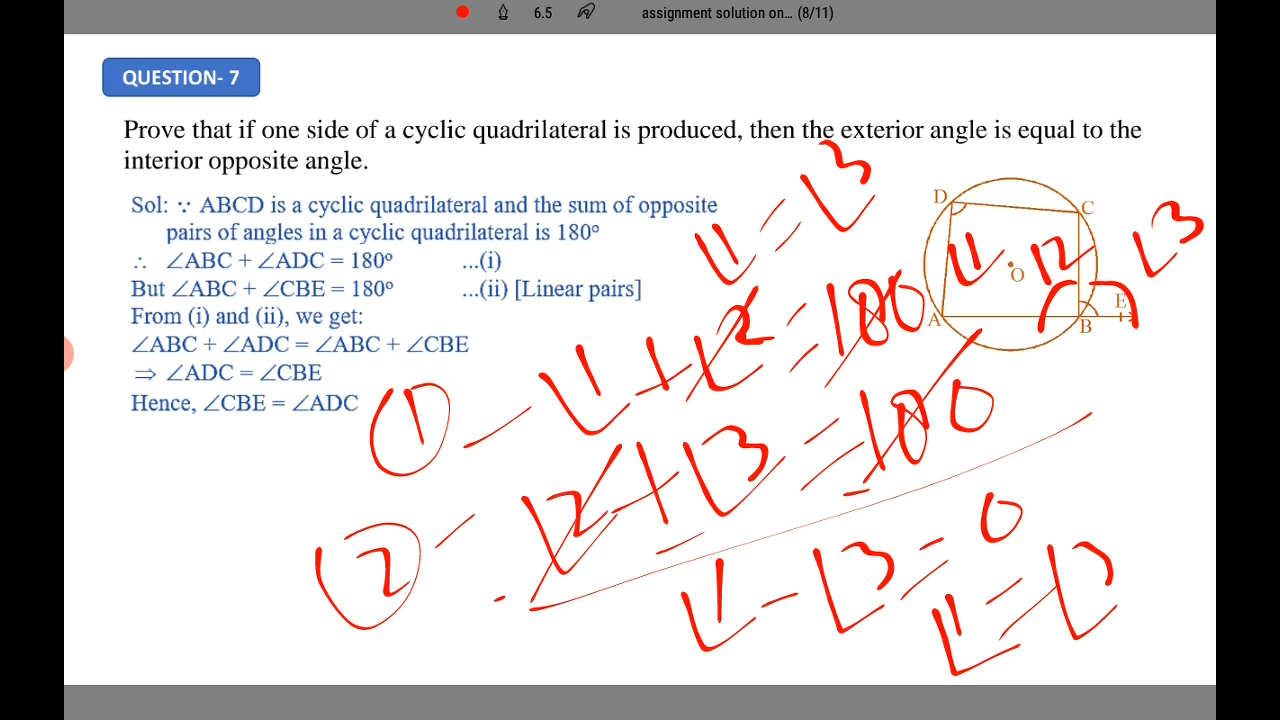 6.5 assignment solution on... (8/11)
QUESTION- 7
Prove that if one side of a cyclic quadrilateral is produced, then the exterior angle is equal to the
interior opposite angle.
Sol: ∵ ABCD is a cyclic quadrilateral and the sum of opposite
pairs of angles in a cyclic quadrilateral is 180º
∴ ∠ABC + ∠ADC = 180º ...(i)
But ∠ABC + ∠CBE = 180º ...(ii) [Linear pairs]
From (i) and (ii), we get:
∠ABC + ∠ADC = ∠ABC + ∠CBE
⇒ ∠ADC = ∠CBE
Hence, ∠CBE = ∠ADC
D
C
O
A
B
E
∠1 ∠2 ∠3
∠1 = ∠3
① - ∠1 + ∠2 = 180
② - ∠2 + ∠3 = 180
∠1 - ∠3 = 0
∠1 = ∠3